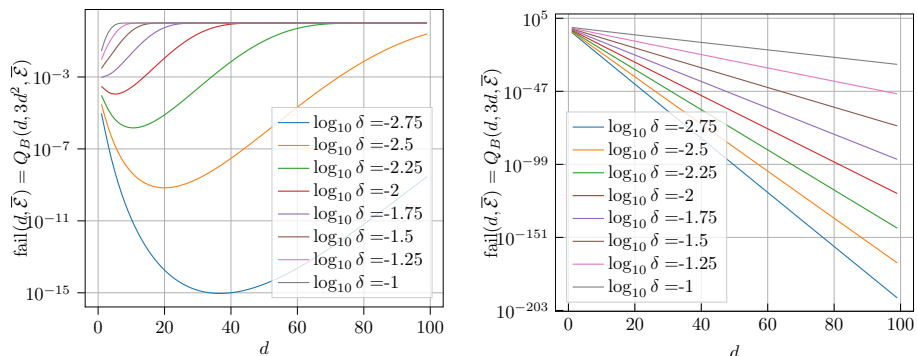 fail(d, ℰ̅) = Q_B(d, 3d², ℰ̅)
10⁻³
10⁻⁷
10⁻¹¹
10⁻¹⁵
log₁₀ δ =-2.75
log₁₀ δ =-2.5
log₁₀ δ =-2.25
log₁₀ δ =-2
log₁₀ δ =-1.75
log₁₀ δ =-1.5
log₁₀ δ =-1.25
log₁₀ δ =-1
0 20 40 60 80 100
d
fail(d, ℰ̅) = Q_B(d, 3d, ℰ̅)
10⁵
10⁻⁴⁷
10⁻⁹⁹
10⁻¹⁵¹
10⁻²⁰³
log₁₀ δ =-2.75
log₁₀ δ =-2.5
log₁₀ δ =-2.25
log₁₀ δ =-2
log₁₀ δ =-1.75
log₁₀ δ =-1.5
log₁₀ δ =-1.25
log₁₀ δ =-1
0 20 40 60 80 100
d